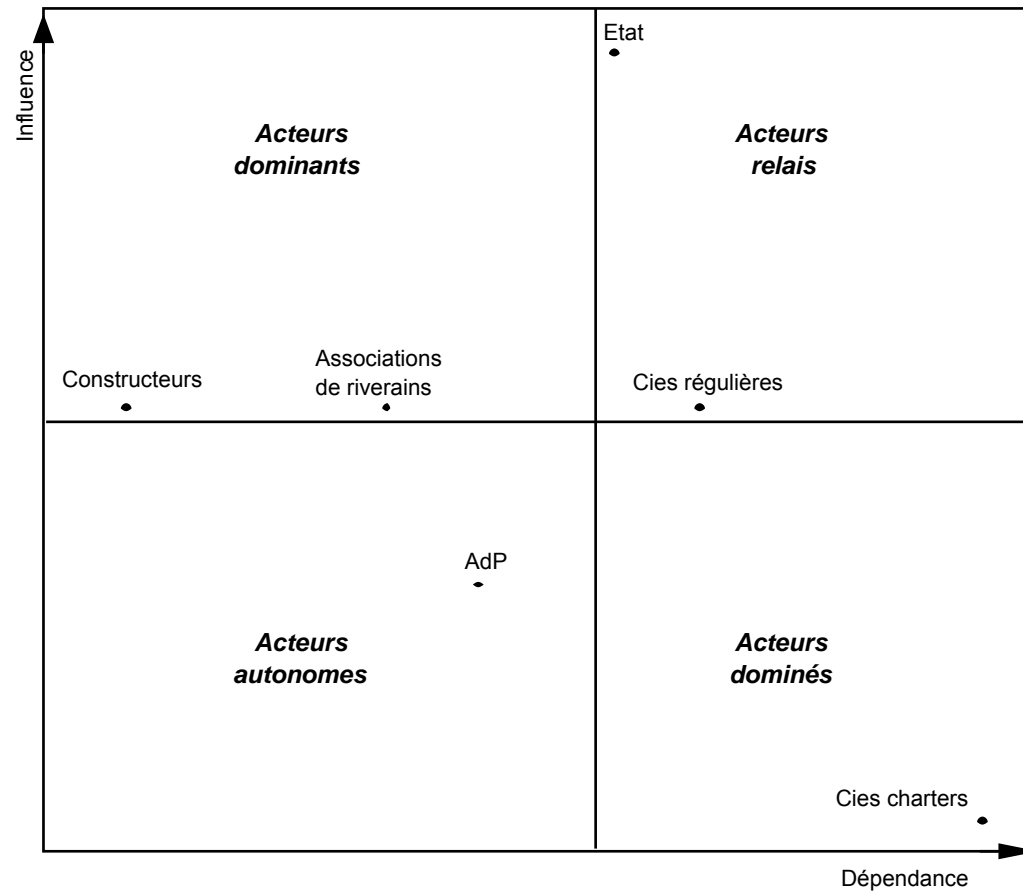 Influence
Etat
Acteurs
dominants
Acteurs
relais
Constructeurs
Associations
de riverains
Cies régulières
AdP
Acteurs
autonomes
Acteurs
dominés
Cies charters
Dépendance